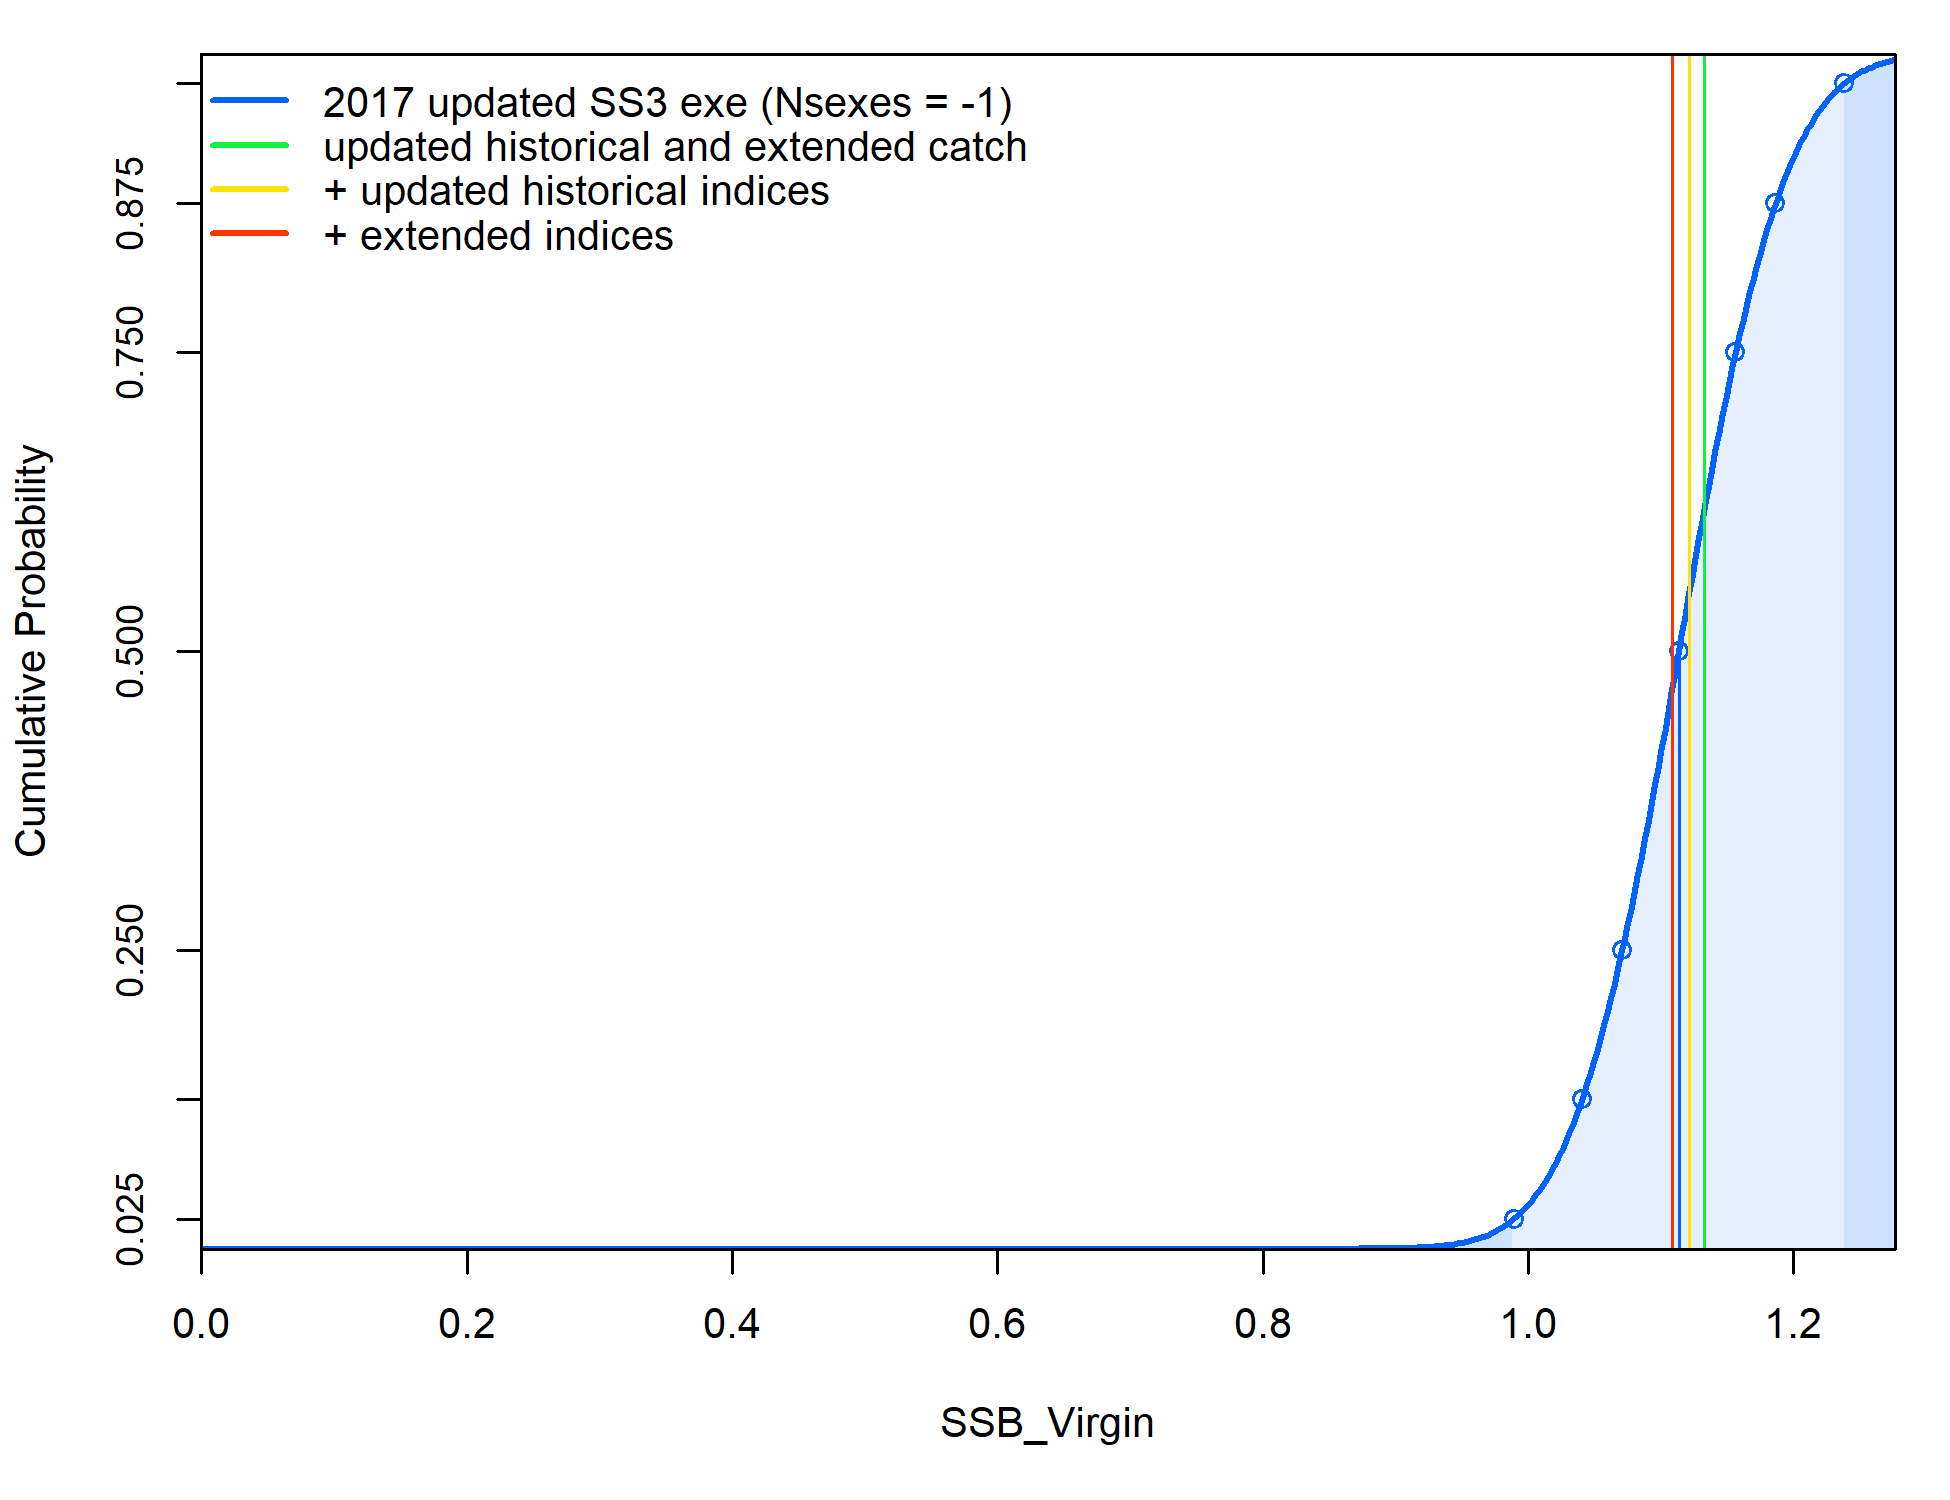 2017 updated SS3 exe (Nsexes = -1)
updated historical and extended catch
+ updated historical indices
+ extended indices
Cumulative Probability
0.875
0.750
0.500
0.250
0.025
0.0 0.2 0.4 0.6 0.8 1.0 1.2
SSB_Virgin